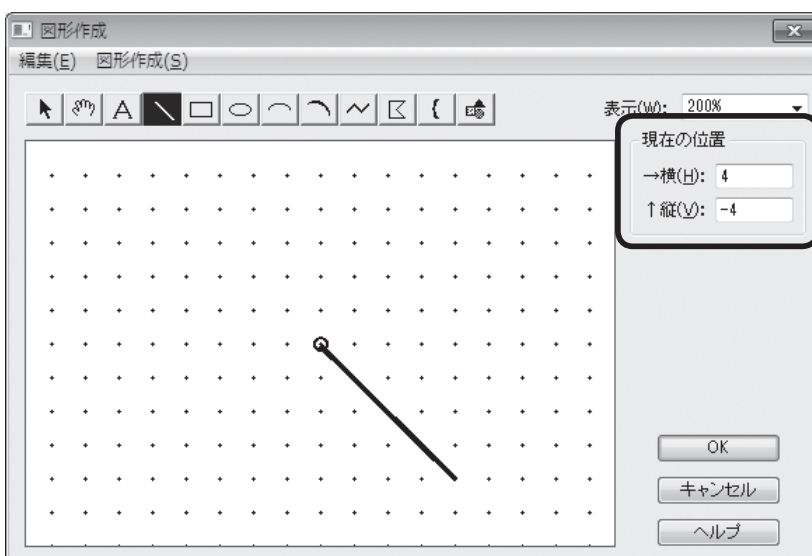 図形作成
編集(E) 図形作成(S)
A
表示(W): 200%
現在の位置
→横(H): 4
↑縦(V): -4
OK
キャンセル
ヘルプ